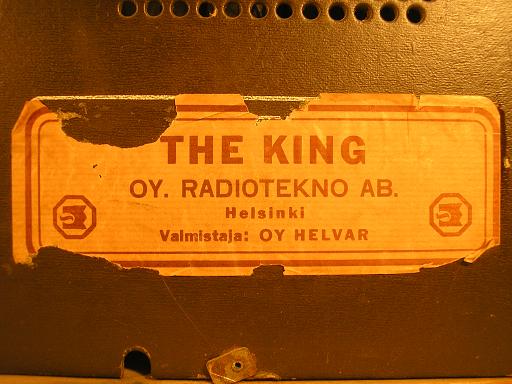 THE KING
OY. RADIOTEKNO AB.
Helsinki
Valmistaja: OY HELVAR